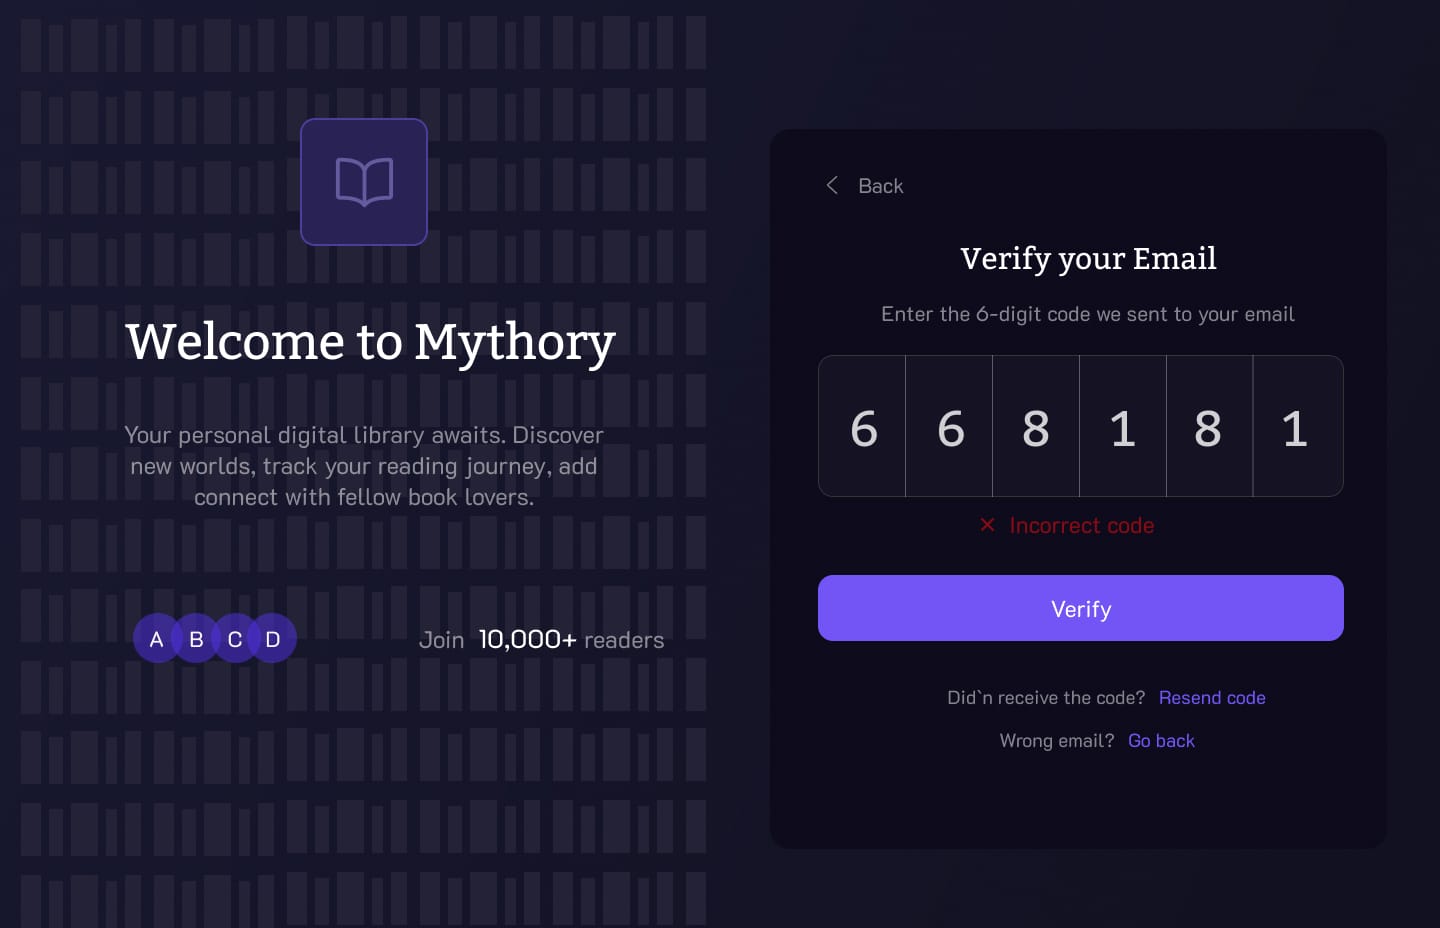 Welcome to Mythory
Your personal digital library awaits. Discover
new worlds, track your reading journey, add
connect with fellow book lovers.
A B C D
Join 10,000+ readers
Back
Verify your Email
Enter the 6-digit code we sent to your email
6 6 8 1 8 1
✕ Incorrect code
Verify
Did`n receive the code? Resend code
Wrong email? Go back